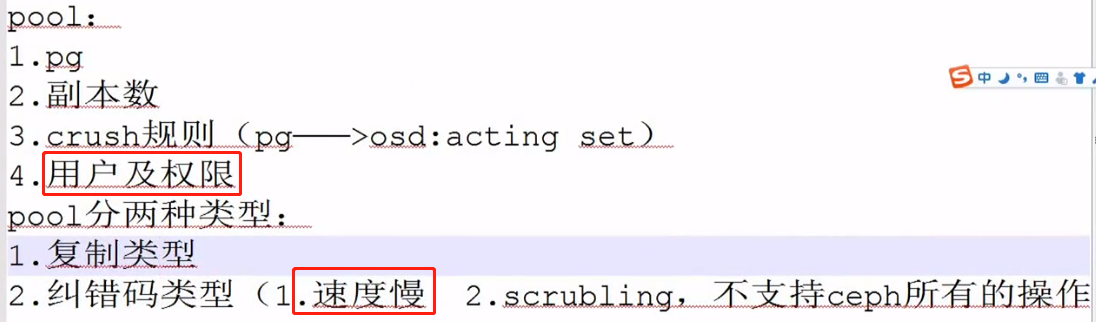 pool：
1.pg
2.副本数
3.crush规则（pg———>osd:acting set）
4.用户及权限
pool分两种类型：
1.复制类型
2.纠错码类型（1.速度慢  2.scrubling，不支持ceph所有的操作
中